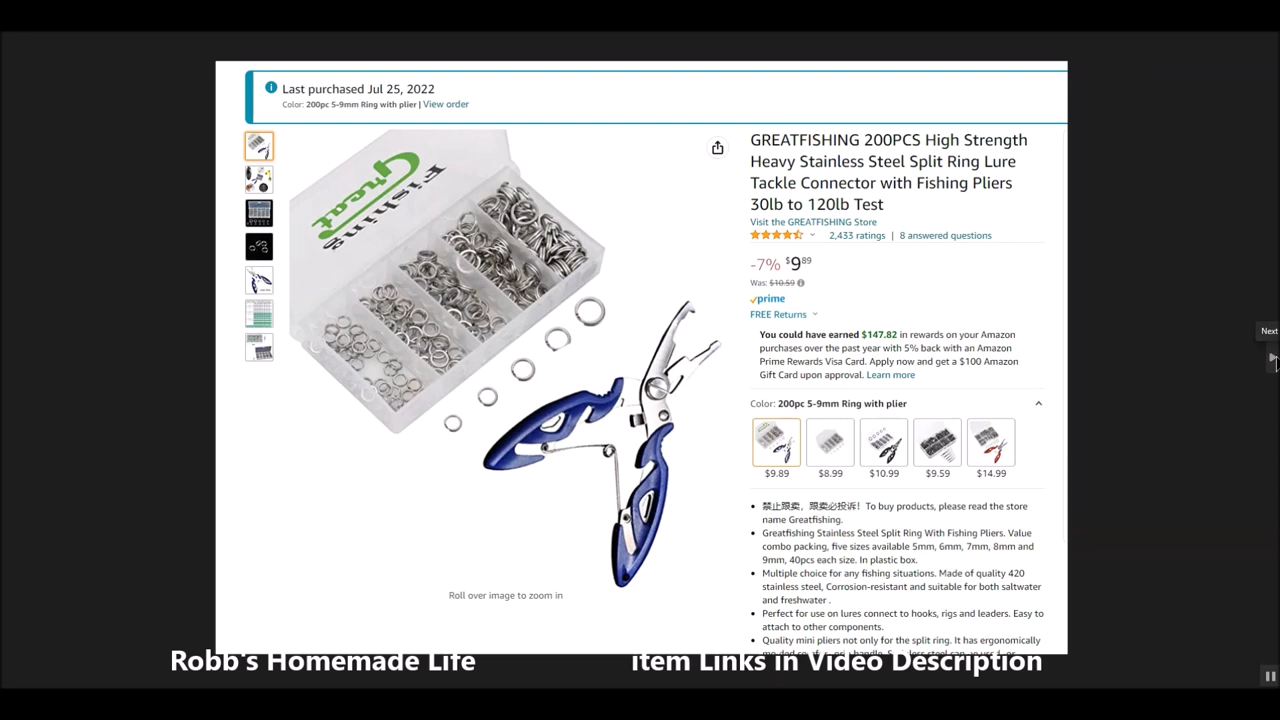 Last purchased Jul 25, 2022
Color: 200pc 5-9mm Ring with plier | View order
Great
Fishing
GREATFISHING 200PCS High Strength
Heavy Stainless Steel Split Ring Lure
Tackle Connector with Fishing Pliers
30lb to 120lb Test
Visit the GREATFISHING Store
2,433 ratings | 8 answered questions
-7% $9.89
Was: $10.59
prime
FREE Returns
You could have earned $147.82 in rewards on your Amazon
purchases over the past year with 5% back with an Amazon
Prime Rewards Visa Card. Apply now and get a $100 Amazon
Gift Card upon approval. Learn more
Color: 200pc 5-9mm Ring with plier
$9.89 $8.99 $10.99 $9.59 $14.99
• 禁止跟卖，跟卖必投诉！To buy products, please read the store
name Greatfishing.
• Greatfishing Stainless Steel Split Ring With Fishing Pliers. Value
combo packing, five sizes available 5mm, 6mm, 7mm, 8mm and
9mm, 40pcs each size. In plastic box.
• Multiple choice for any fishing situations. Made of quality 420
stainless steel, Corrosion-resistant and suitable for both saltwater
and freshwater .
• Perfect for use on lures connect to hooks, rigs and leaders. Easy to
attach to other components.
• Quality mini pliers not only for the split ring. It has ergonomically
Roll over image to zoom in
Next
Robb's Homemade Life
Item Links in Video Description